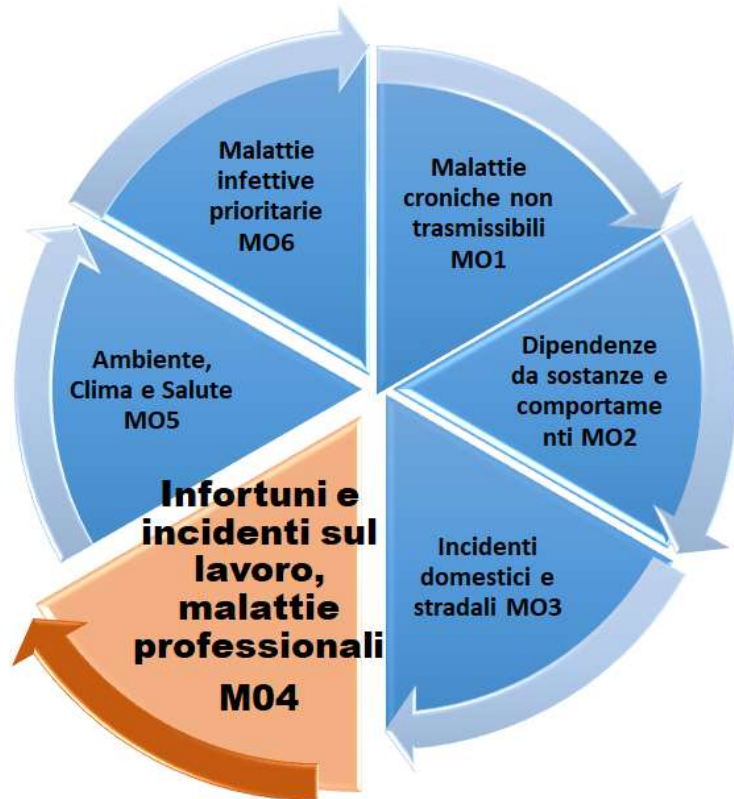 Malattie
croniche non
trasmissibili
MO1
Dipendenze
da sostanze e
comportame
nti MO2
Incidenti
domestici e
stradali MO3
Infortuni e
incidenti sul
lavoro,
malattie
professionali
M04
Ambiente,
Clima e Salute
MO5
Malattie
infettive
prioritarie
MO6